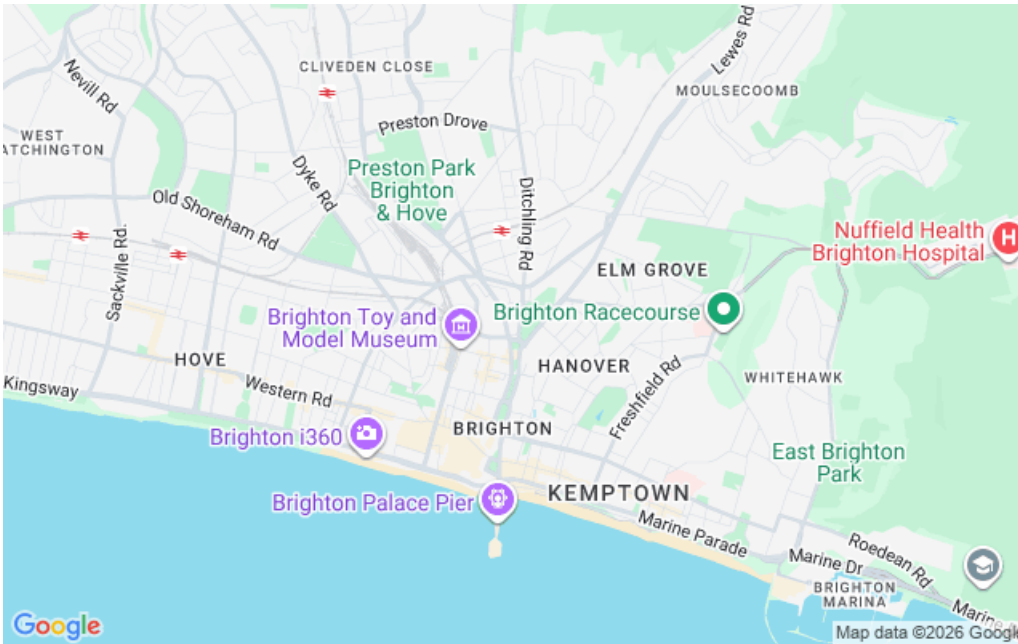 Lewes Rd
CLIVEDEN CLOSE
Nevill Rd
MOULSECOOMB
Preston Drove
WEST
ATCHINGTON
Preston Park
Brighton
& Hove
Dyke Rd
Ditchling Rd
Old Shoreham Rd
Sackville Rd.
Nuffield Health
Brighton Hospital
H
ELM GROVE
Brighton Racecourse
Brighton Toy and
Model Museum
HOVE
HANOVER
Freshfield Rd
WHITEHAWK
Kingsway
Western Rd
Brighton i360
BRIGHTON
East Brighton
Park
Brighton Palace Pier
KEMPTOWN
Marine Parade
Roedean Rd
Marine Dr
BRIGHTON
MARINA
Marine
Google
Map data ©2026 Google